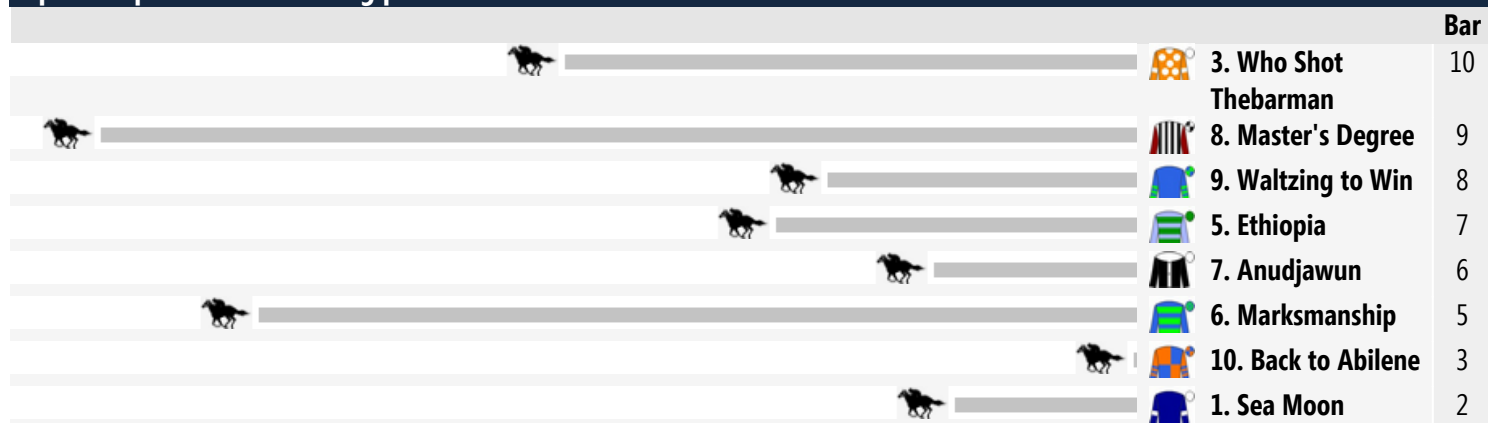 Bar
3. Who Shot 10
Thebarman
8. Master's Degree 9
9. Waltzing to Win 8
5. Ethiopia 7
7. Anudjawun 6
6. Marksmanship 5
10. Back to Abilene 3
1. Sea Moon 2